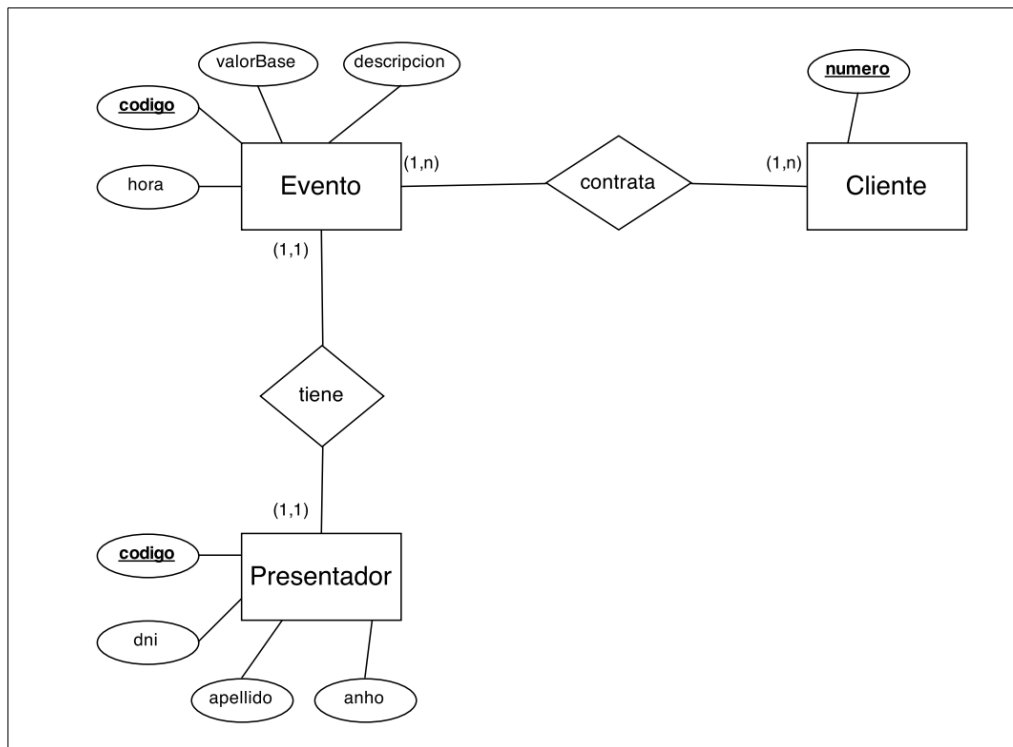 valorBase
descripcion
numero
codigo
hora
Evento
(1,n)
contrata
(1,n)
Cliente
(1,1)
tiene
(1,1)
codigo
Presentador
dni
apellido
anho